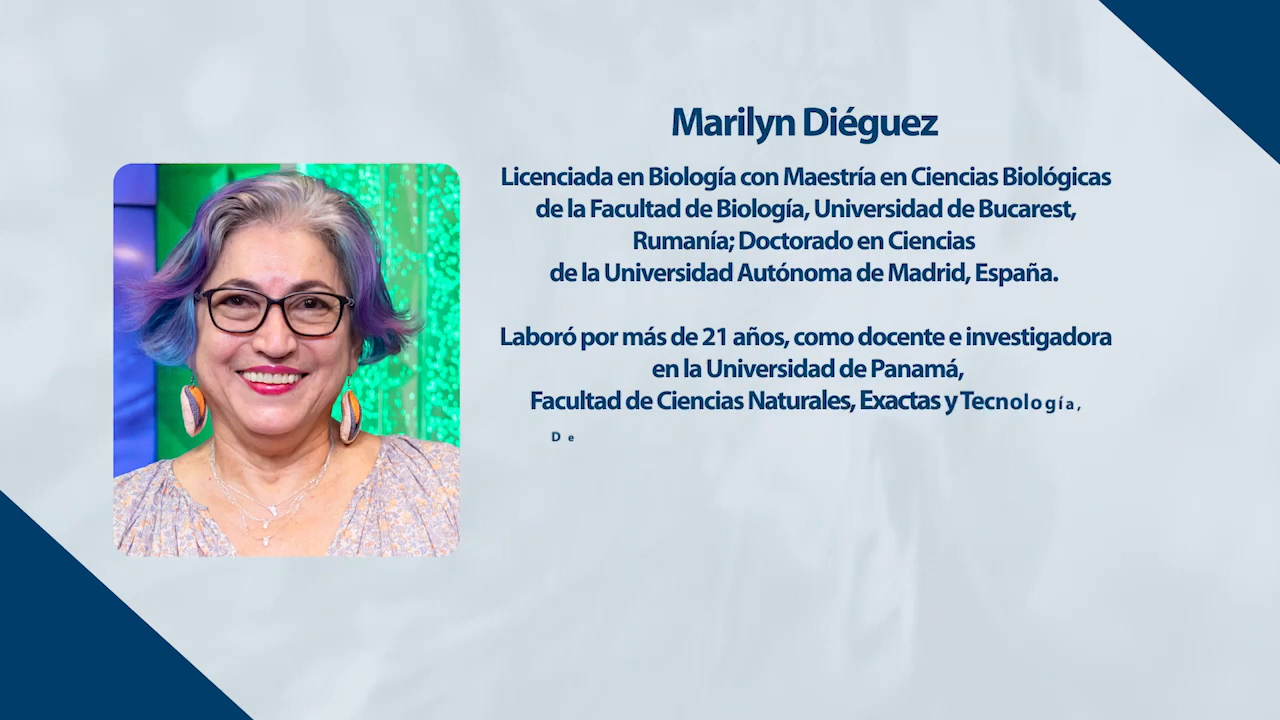 Marilyn Diéguez
Licenciada en Biología con Maestría en Ciencias Biológicas
de la Facultad de Biología, Universidad de Bucarest,
Rumanía; Doctorado en Ciencias
de la Universidad Autónoma de Madrid, España.
Laboró por más de 21 años, como docente e investigadora
en la Universidad de Panamá,
Facultad de Ciencias Naturales, Exactas y Tecnología,
De